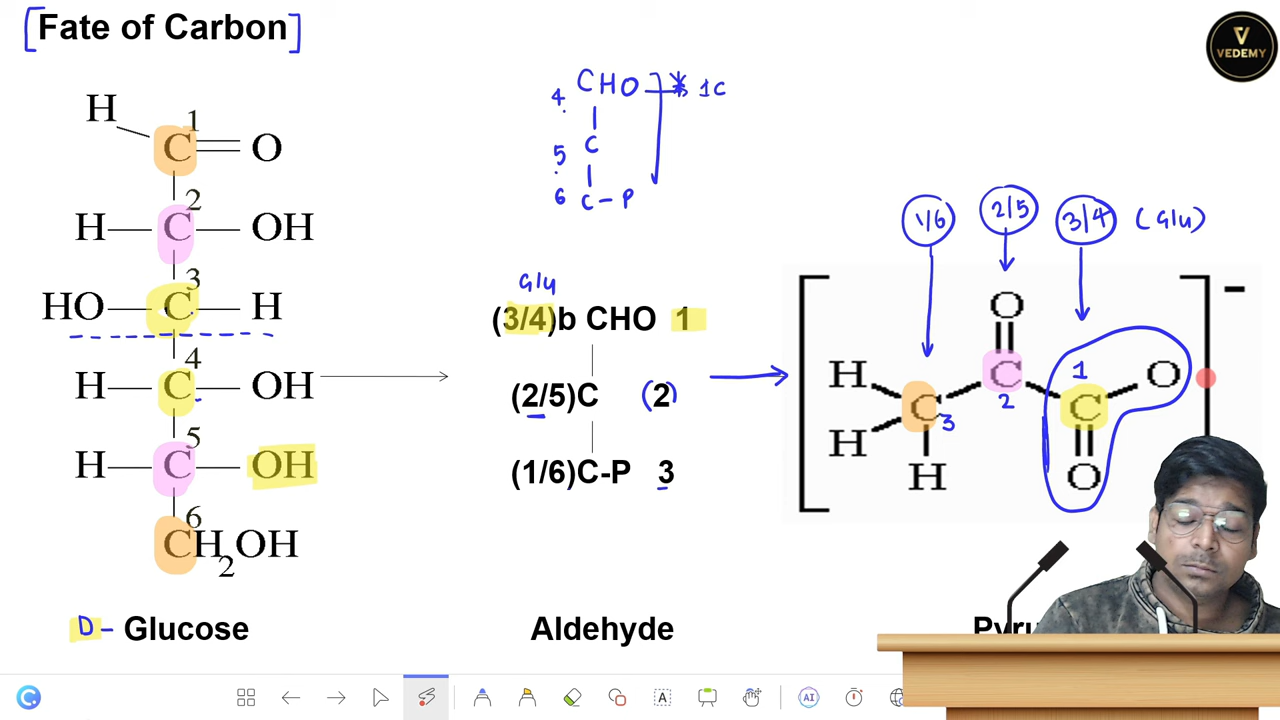 [Fate of Carbon]
VEDEMY
CHO 1C
4
C
5
6 C-P
H
1
C O
2
H C OH
3
HO C H
4
H C OH
5
H C OH
6
CH2OH
D- Glucose
Glu
(3/4)b CHO 1
(2/5)C (2)
(1/6)C-P 3
Aldehyde
1/6 2/5 3/4 (Glu)
O
H C 2 1 O
C 3 C
H
H O
-
Pyru
AI